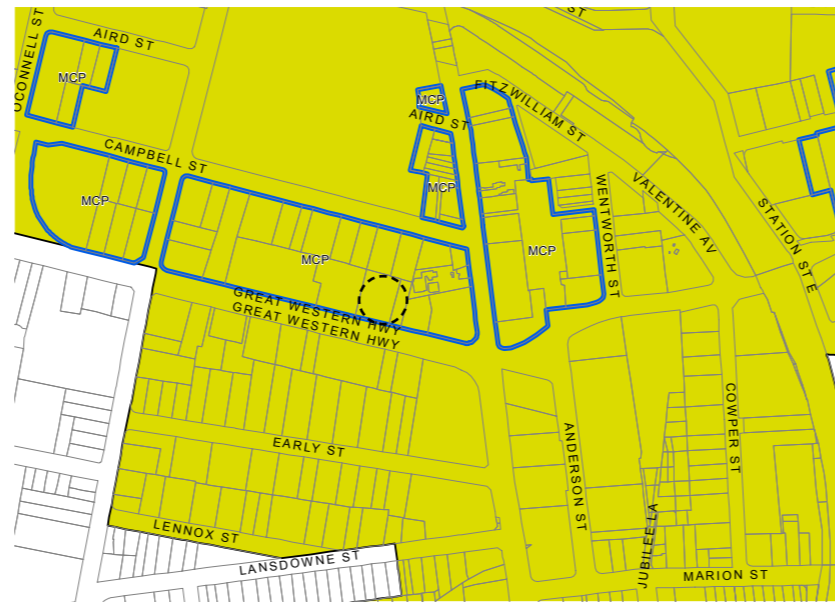 ST
AIRD ST
OCONNELL ST
MCP
FITZWILLIAM ST
MCP
AIRD ST
CAMPBELL ST
MCP
WENTWORTH ST
VALENTINE AV
MCP
STATION ST E
MCP
MCP
GREAT WESTERN HWY
GREAT WESTERN HWY
COWPER ST
ANDERSON ST
EARLY ST
JUBILEE LA
LENNOX ST
LANSDOWNE ST
MARION ST